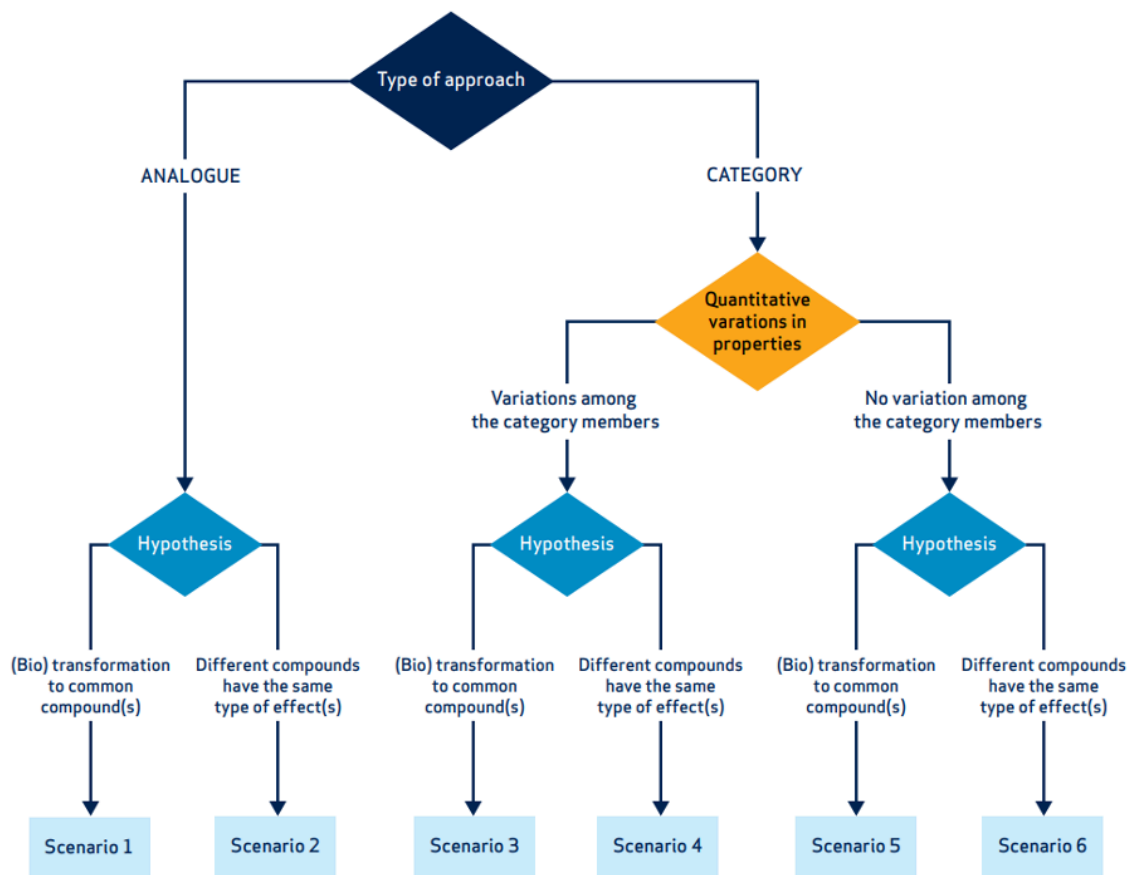 Type of approach
ANALOGUE
CATEGORY
Quantitative
varations in
properties
Variations among
the category members
No variation among
the category members
Hypothesis
Hypothesis
Hypothesis
(Bio) transformation
to common
compound(s)
Different compounds
have the same
type of effect(s)
(Bio) transformation
to common
compound(s)
Different compounds
have the same
type of effect(s)
(Bio) transformation
to common
compound(s)
Different compounds
have the same
type of effect(s)
Scenario 1
Scenario 2
Scenario 3
Scenario 4
Scenario 5
Scenario 6